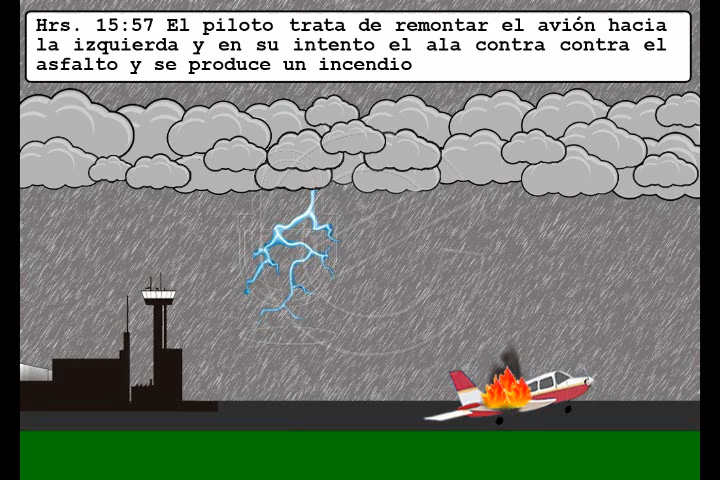 Hrs. 15:57 El piloto trata de remontar el avión hacia
la izquierda y en su intento el ala contra contra el
asfalto y se produce un incendio